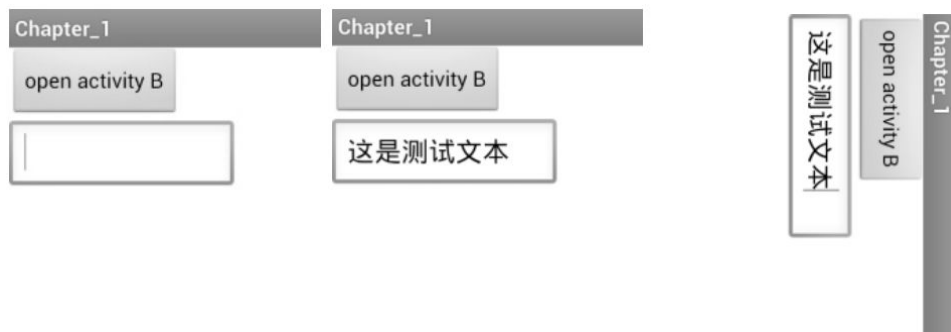 Chapter_1
open activity B
Chapter_1
open activity B
这是测试文本
Chapter_1
open activity B
这是测试文本